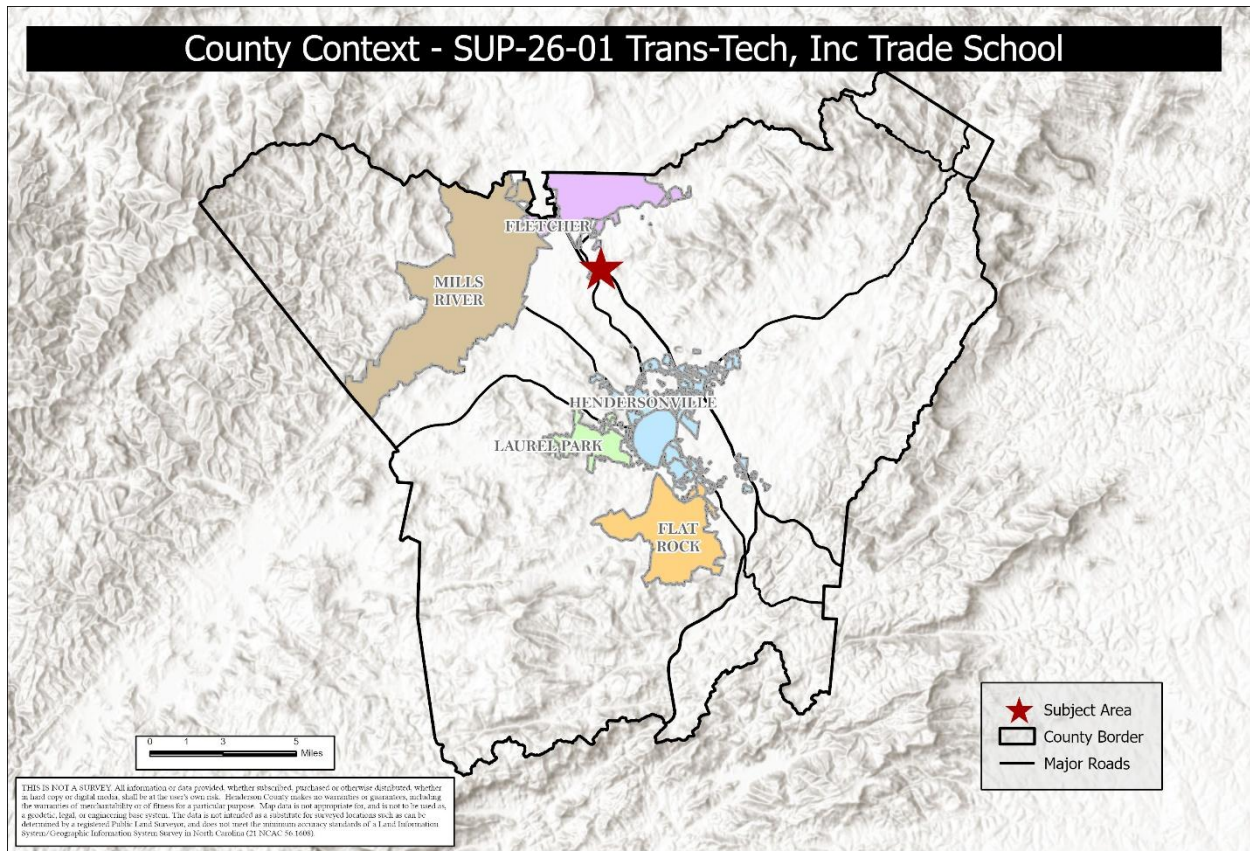 County Context - SUP-26-01 Trans-Tech, Inc Trade School
FLETCHER
MILLS
RIVER
HENDERSONVILLE
LAUREL PARK
FLAT
ROCK
Subject Area
County Border
Major Roads
0 1 3 5
Miles
THIS IS NOT A SURVEY. All information or data provided, whether subscribed, purchased or otherwise distributed, whether
in hard copy or digital media, shall be at the user's own risk. Henderson County makes no warranties or guarantees, including
the warranties of merchantability or of fitness for a particular purpose. Map data is not appropriate for, and is not to be used as,
a geodetic, legal, or engineering base system. The data is not intended as a substitute for surveyed locations such as can be
determined by a registered Public Land Surveyor, and does not meet the minimum accuracy standards of a Land Information
System/Geographic Information System Survey in North Carolina (21 NCAC 56.1608).